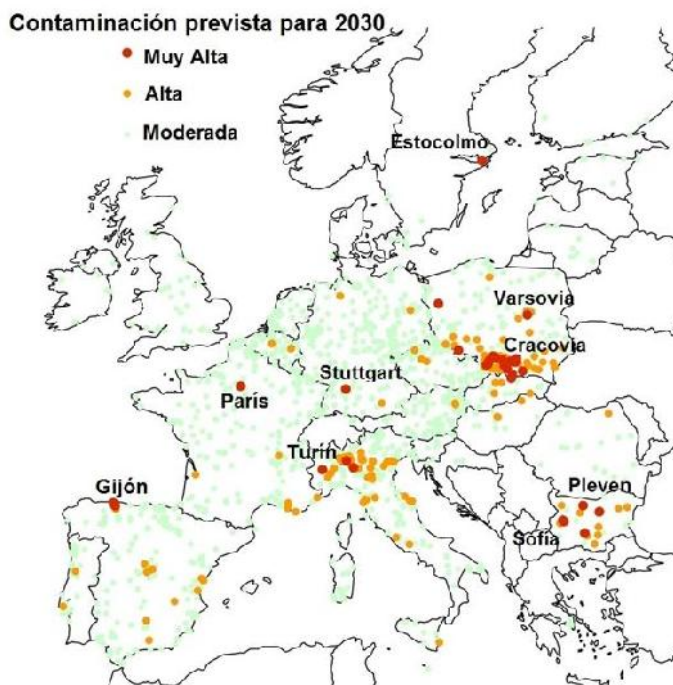 Contaminación prevista para 2030
Muy Alta
Alta
Moderada
Estocolmo
Varsovia
Cracovia
Stuttgart
París
Turín
Gijón
Pleven
Sofía